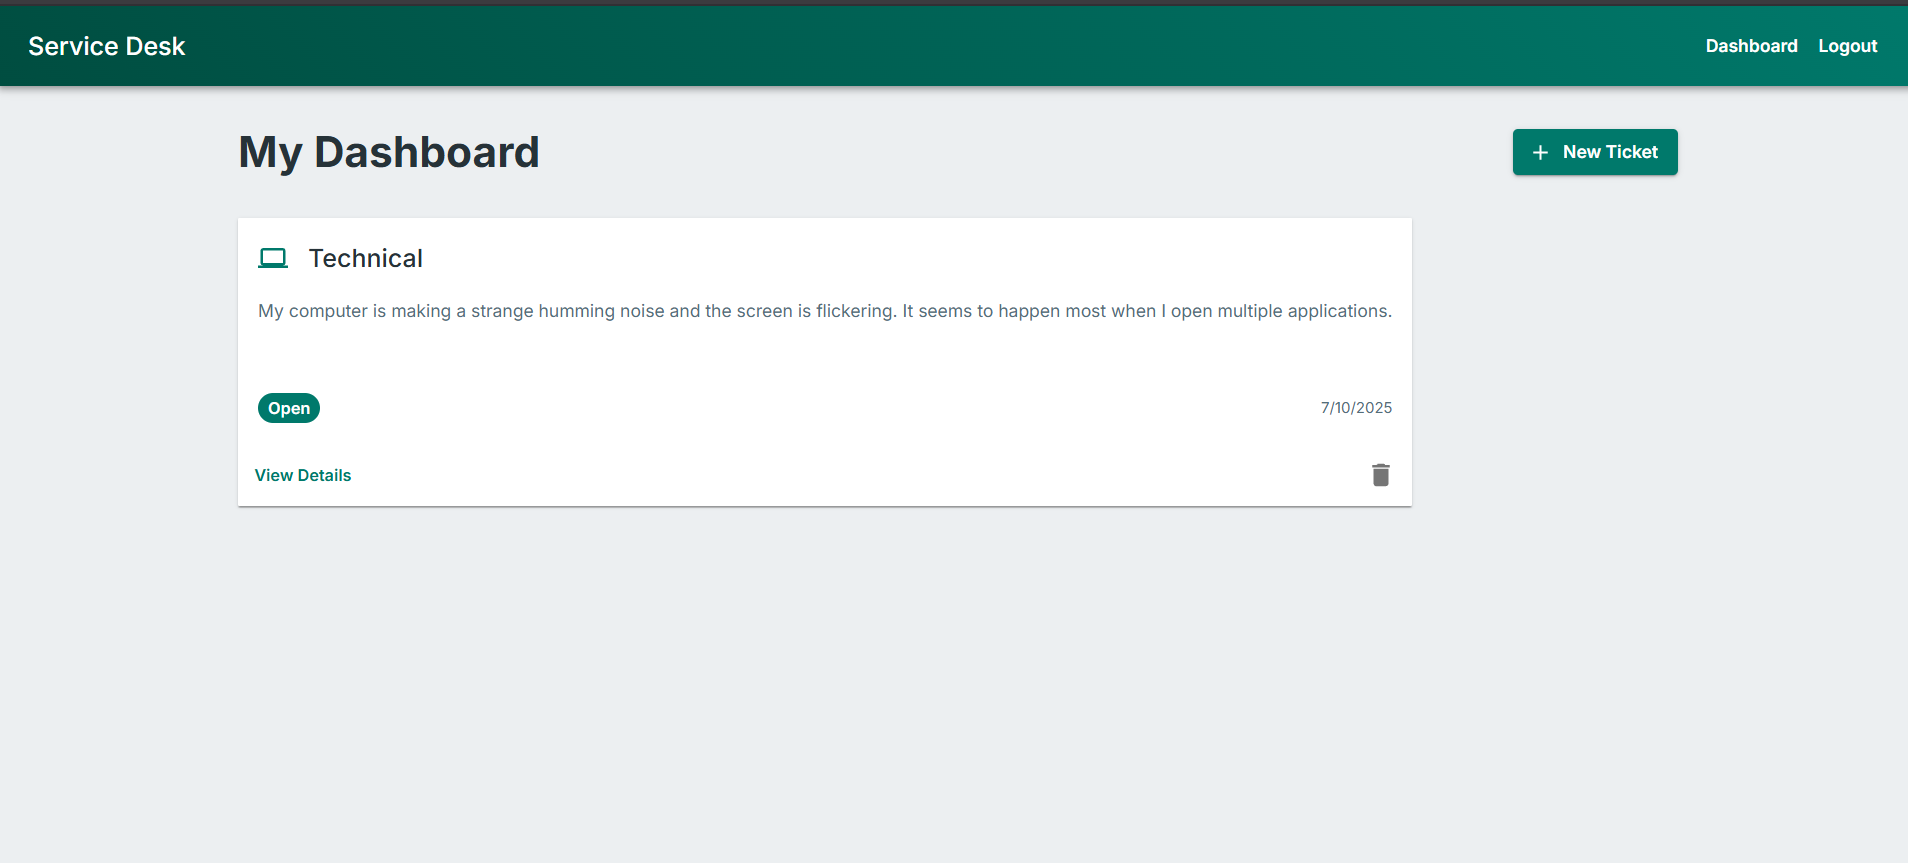 Service Desk
Dashboard Logout
My Dashboard
+ New Ticket
Technical
My computer is making a strange humming noise and the screen is flickering. It seems to happen most when I open multiple applications.
Open
7/10/2025
View Details